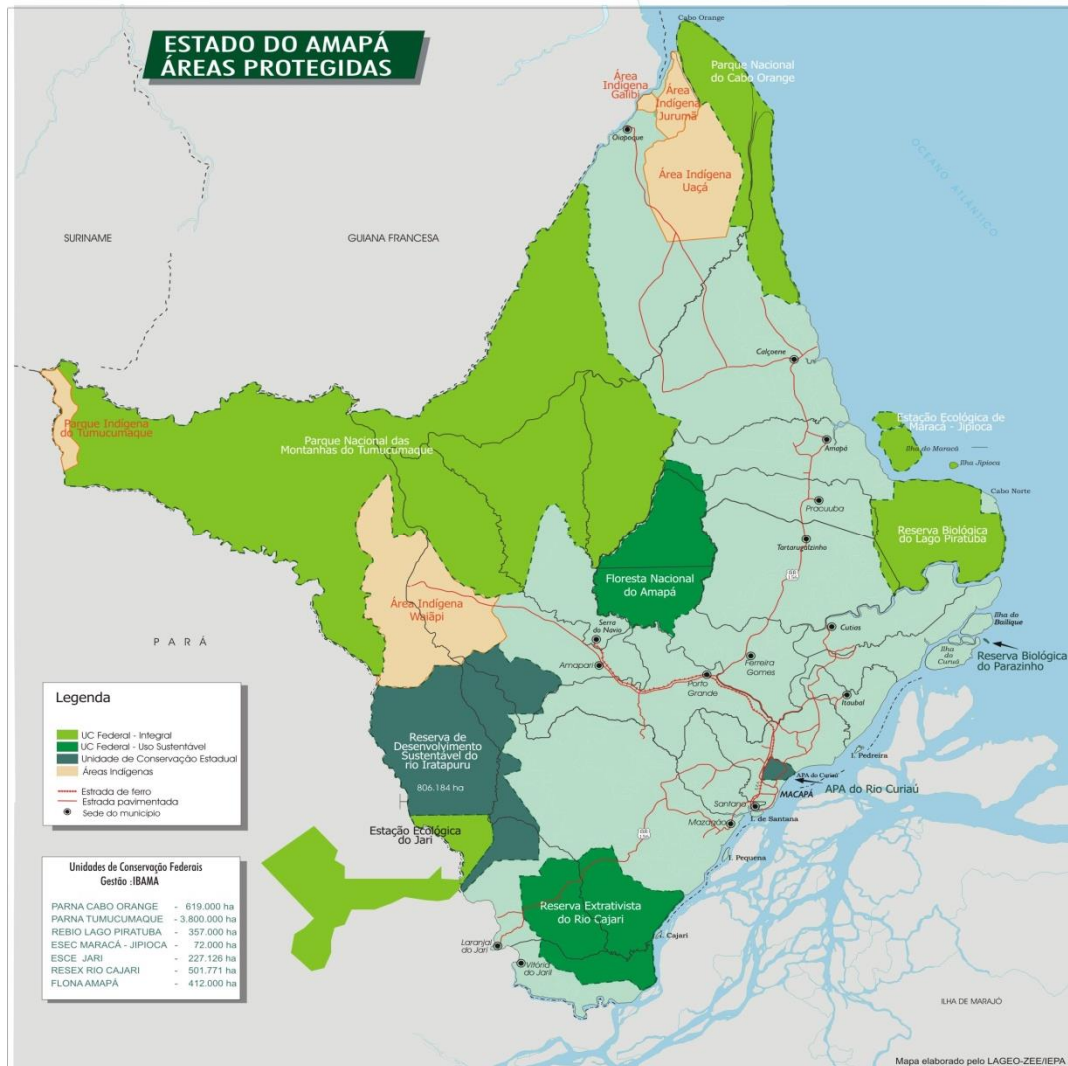 ESTADO DO AMAPÁ
ÁREAS PROTEGIDAS
Cabo Orange
Parque Nacional
do Cabo Orange
Área
Indígena
Galibi
Área
Indígena
Jurumã
Oiapoque
Área Indígena
Uaçá
OCEANO ATLÂNTICO
SURINAME
GUIANA FRANCESA
Calçoene
Parque Indígena
do Tumucumaque
Parque Nacional das
Montanhas do Tumucumaque
Estação Ecológica de
Maracá - Jipioca
Ilha do Maracá
Ilha Jipioca
Amapá
Cabo Norte
Pracuuba
Reserva Biológica
do Lago Piratuba
Tartarugalzinho
Floresta Nacional
do Amapá
BR
156
Área Indígena
Waiãpi
Ilha do
Bailique
Serra
do Navio
Cutias
PARÁ
Ilha
do
Curuá
Reserva Biológica
do Parazinho
Amapari
Ferreira
Gomes
Porto
Grande
Itaubal
Legenda
UC Federal - Integral
UC Federal - Uso Sustentável
Unidade de Conservação Estadual
Áreas Indígenas
Estrada de ferro
Estrada pavimentada
Sede do municipio
Reserva de
Desenvolvimento
Sustentável do
rio Iratapuru
806.184 ha
I. Pedreira
APA do Curiaú
APA do Rio Curiaú
MACAPÁ
Santana
I. de Santana
Mazagão
Estação Ecológica
do Jari
BR
156
I. Pequena
Unidades de Conservação Federais
Gestão :IBAMA
PARNA CABO ORANGE - 619.000 ha
PARNA TUMUCUMAQUE - 3.800.000 ha
REBIO LAGO PIRATUBA - 357.000 ha
ESEC MARACÁ - JIPIOCA - 72.000 ha
ESCE JARI - 227.126 ha
RESEX RIO CAJARI - 501.771 ha
FLONA AMAPÁ - 412.000 ha
Reserva Extrativista
do Rio Cajari
I. Cajari
Laranjal
do Jari
Vitória
do Jaril
ILHA DE MARAJÓ
Mapa elaborado pelo LAGEO-ZEE/IEPA